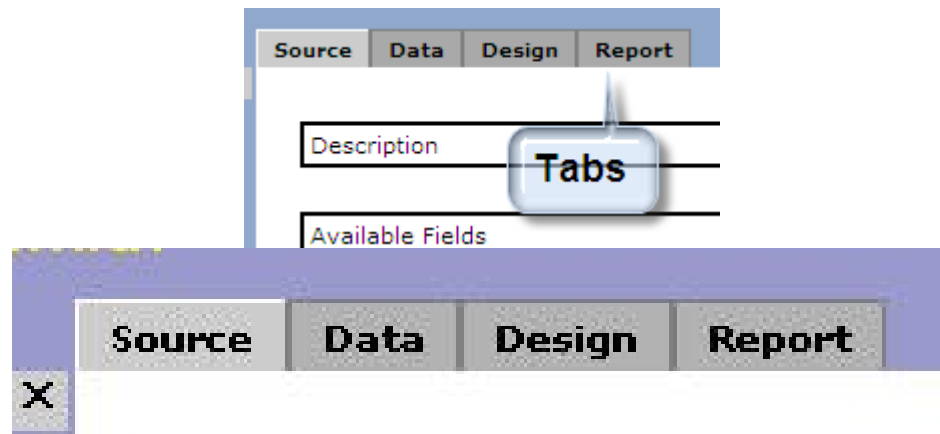 Source Data Design Report
Description
Tabs
Available Fields
Source Data Design Report
X